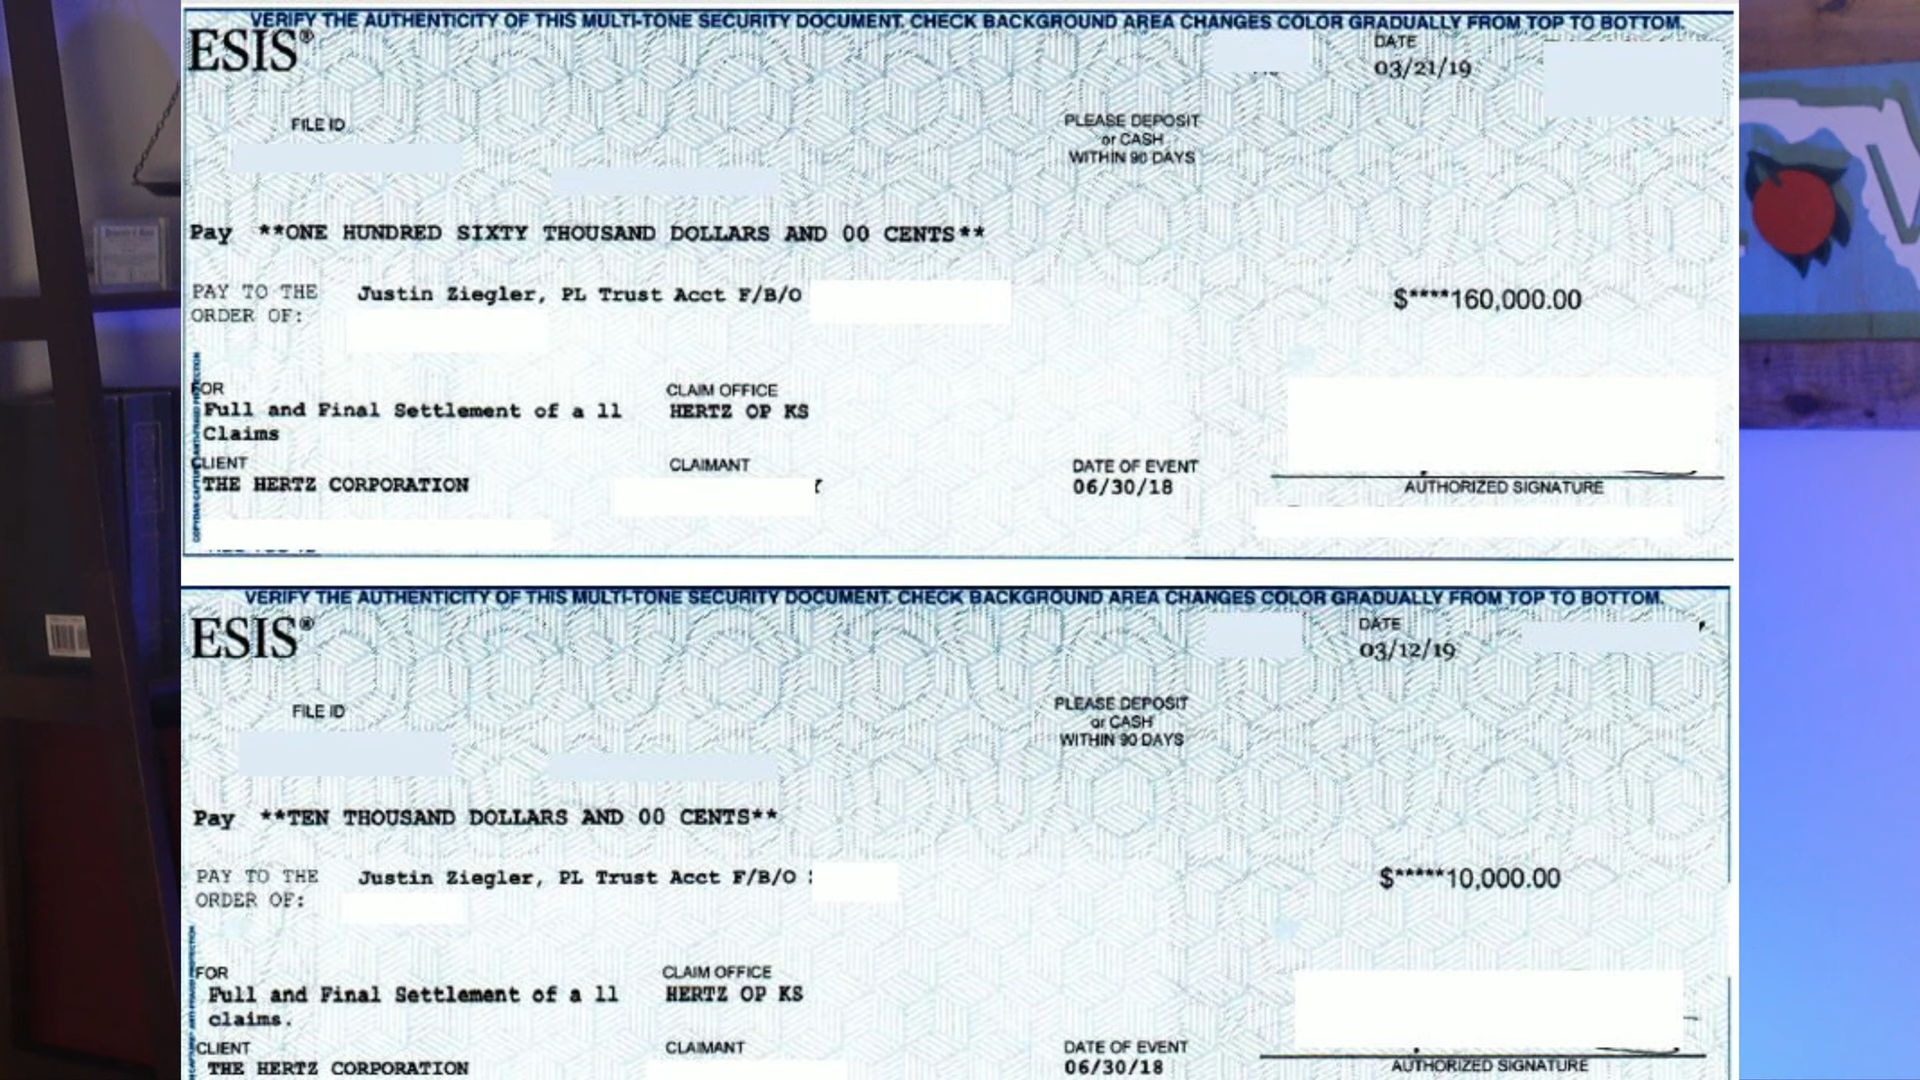 VERIFY THE AUTHENTICITY OF THIS MULTI-TONE SECURITY DOCUMENT. CHECK BACKGROUND AREA CHANGES COLOR GRADUALLY FROM TOP TO BOTTOM.
ESIS®
DATE
03/21/19
FILE ID
PLEASE DEPOSIT
or CASH
WITHIN 90 DAYS
Pay **ONE HUNDRED SIXTY THOUSAND DOLLARS AND 00 CENTS**
PAY TO THE
ORDER OF:
Justin Ziegler, PL Trust Acct F/B/O
$****160,000.00
FOR
Full and Final Settlement of a ll
Claims
CLAIM OFFICE
HERTZ OP KS
CLIENT
THE HERTZ CORPORATION
CLAIMANT
DATE OF EVENT
06/30/18
AUTHORIZED SIGNATURE
VERIFY THE AUTHENTICITY OF THIS MULTI-TONE SECURITY DOCUMENT. CHECK BACKGROUND AREA CHANGES COLOR GRADUALLY FROM TOP TO BOTTOM.
ESIS®
DATE
03/12/19
FILE ID
PLEASE DEPOSIT
or CASH
WITHIN 90 DAYS
Pay **TEN THOUSAND DOLLARS AND 00 CENTS**
PAY TO THE
ORDER OF:
Justin Ziegler, PL Trust Acct F/B/O
$*****10,000.00
FOR
Full and Final Settlement of a ll
claims.
CLAIM OFFICE
HERTZ OP KS
CLIENT
THE HERTZ CORPORATION
CLAIMANT
DATE OF EVENT
06/30/18
AUTHORIZED SIGNATURE